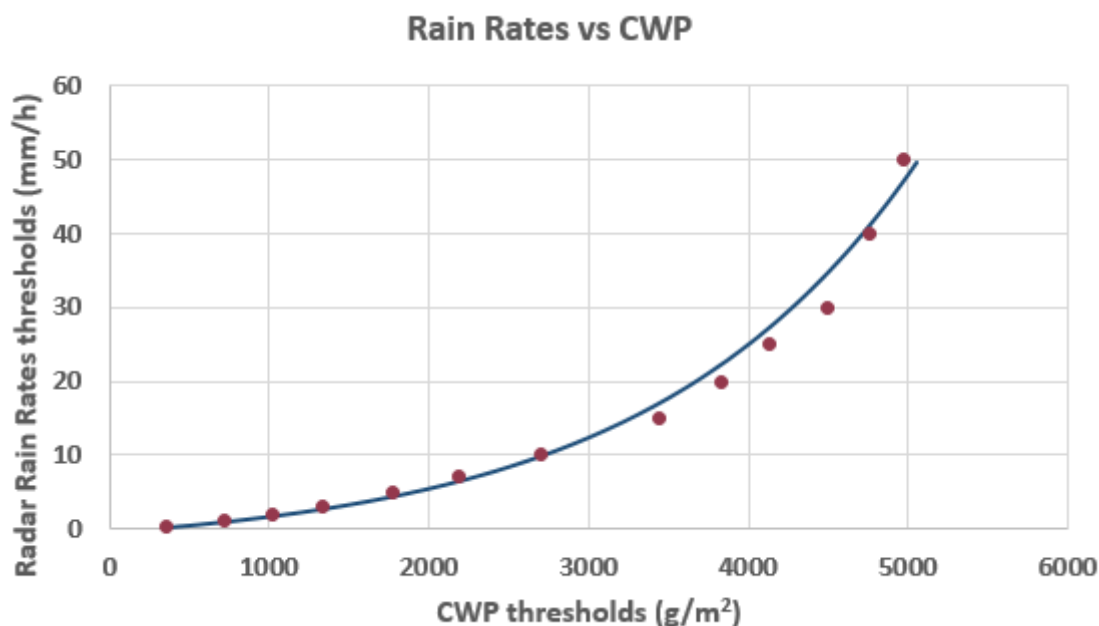 Rain Rates vs CWP
Radar Rain Rates thresholds (mm/h)
60
50
40
30
20
10
0
0 1000 2000 3000 4000 5000 6000
CWP thresholds (g/m²)